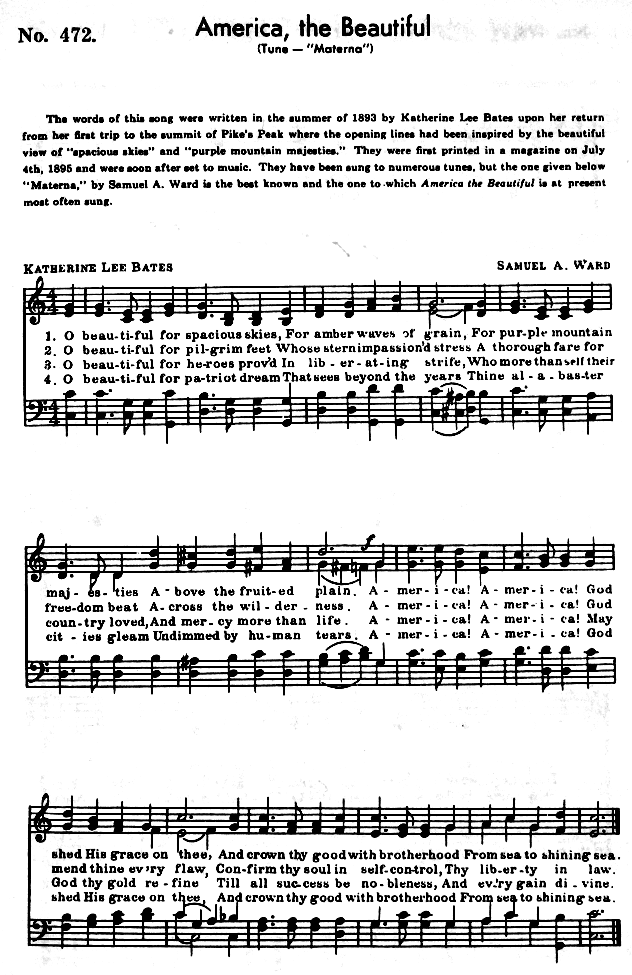 No. 472.
America, the Beautiful
(Tune — "Materna")
The words of this song were written in the summer of 1893 by Katherine Lee Bates upon her return
from her first trip to the summit of Pike's Peak where the opening lines had been inspired by the beautiful
view of "spacious skies" and "purple mountain majesties." They were first printed in a magazine on July
4th, 1895 and were soon after set to music. They have been sung to numerous tunes, but the one given below
"Materna," by Samuel A. Ward is the best known and the one to which America the Beautiful is at present
most often sung.
KATHERINE LEE BATES
SAMUEL A. WARD
1. O beau-ti-ful for spacious skies, For amber waves of grain, For pur-ple mountain
2. O beau-ti-ful for pil-grim feet Whose stern impassion'd stress A thorough fare for
3. O beau-ti-ful for he-roes prov'd In lib-er-at-ing strife, Who more than self their
4. O beau-ti-ful for pa-triot dream That sees beyond the years Thine al-a-bas-ter
f
maj-es-ties A-bove the fruit-ed plain. A-mer-i-ca! A-mer-i-ca! God
free-dom beat A-cross the wil-der-ness. A-mer-i-ca! A-mer-i-ca! God
coun-try loved, And mer-cy more than life. A-mer-i-ca! A-mer-i-ca! May
cit-ies gleam Undimmed by hu-man tears. A-mer-i-ca! A-mer-i-ca! God
shed His grace on thee, And crown thy good with brotherhood From sea to shining sea.
mend thine ev'ry flaw, Con-firm thy soul in self-con-trol, Thy lib-er-ty in law.
God thy gold re-fine Till all suc-cess be no-bleness, And ev'ry gain di-vine.
shed His grace on thee, And crown thy good with brotherhood From sea to shining sea.